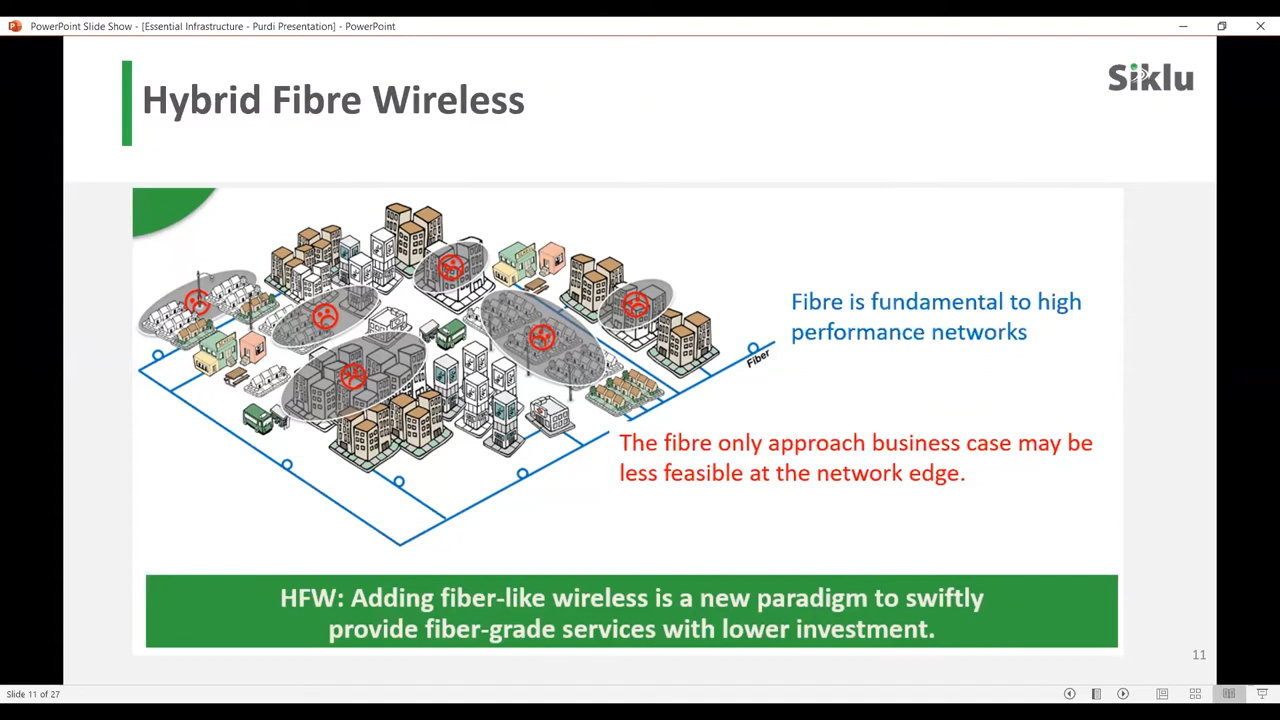 PowerPoint Slide Show - [Essential Infrastructure - Purdi Presentation] - PowerPoint
Siklu
Hybrid Fibre Wireless
Fibre is fundamental to high
performance networks
Fiber
The fibre only approach business case may be
less feasible at the network edge.
HFW: Adding fiber-like wireless is a new paradigm to swiftly
provide fiber-grade services with lower investment.
11
Slide 11 of 27